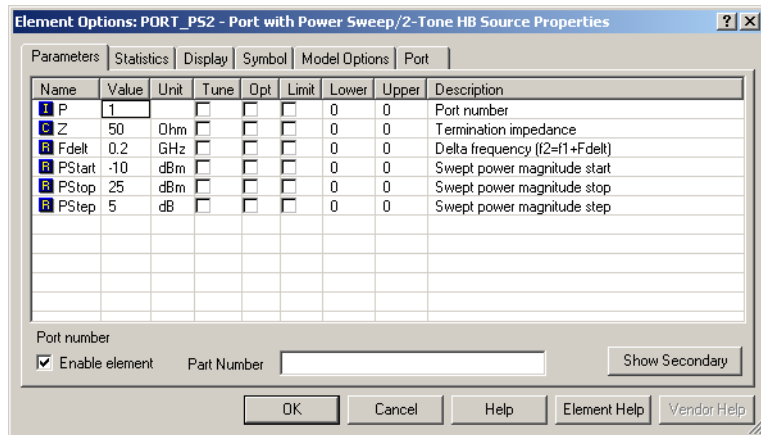 Element Options: PORT_PS2 - Port with Power Sweep/2-Tone HB Source Properties ? X
Parameters Statistics Display Symbol Model Options Port
Name Value Unit Tune Opt Limit Lower Upper Description
I P 1 0 0 Port number
C Z 50 Ohm 0 0 Termination impedance
R Fdelt 0.2 GHz 0 0 Delta frequency (f2=f1+Fdelt)
R PStart -10 dBm 0 0 Swept power magnitude start
R PStop 25 dBm 0 0 Swept power magnitude stop
R PStep 5 dB 0 0 Swept power magnitude step
Port number
Enable element Part Number Show Secondary
OK Cancel Help Element Help Vendor Help